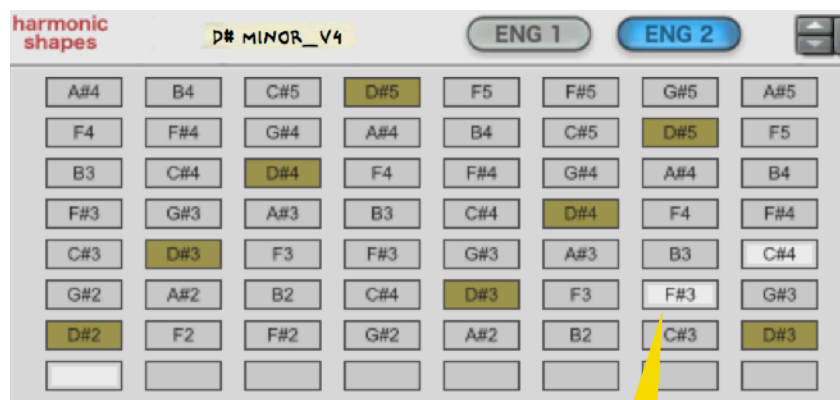 harmonic
shapes
D# MINOR_V4
ENG 1
ENG 2
A#4 B4 C#5 D#5 F5 F#5 G#5 A#5
F4 F#4 G#4 A#4 B4 C#5 D#5 F5
B3 C#4 D#4 F4 F#4 G#4 A#4 B4
F#3 G#3 A#3 B3 C#4 D#4 F4 F#4
C#3 D#3 F3 F#3 G#3 A#3 B3 C#4
G#2 A#2 B2 C#4 D#3 F3 F#3 G#3
D#2 F2 F#2 G#2 A#2 B2 C#3 D#3